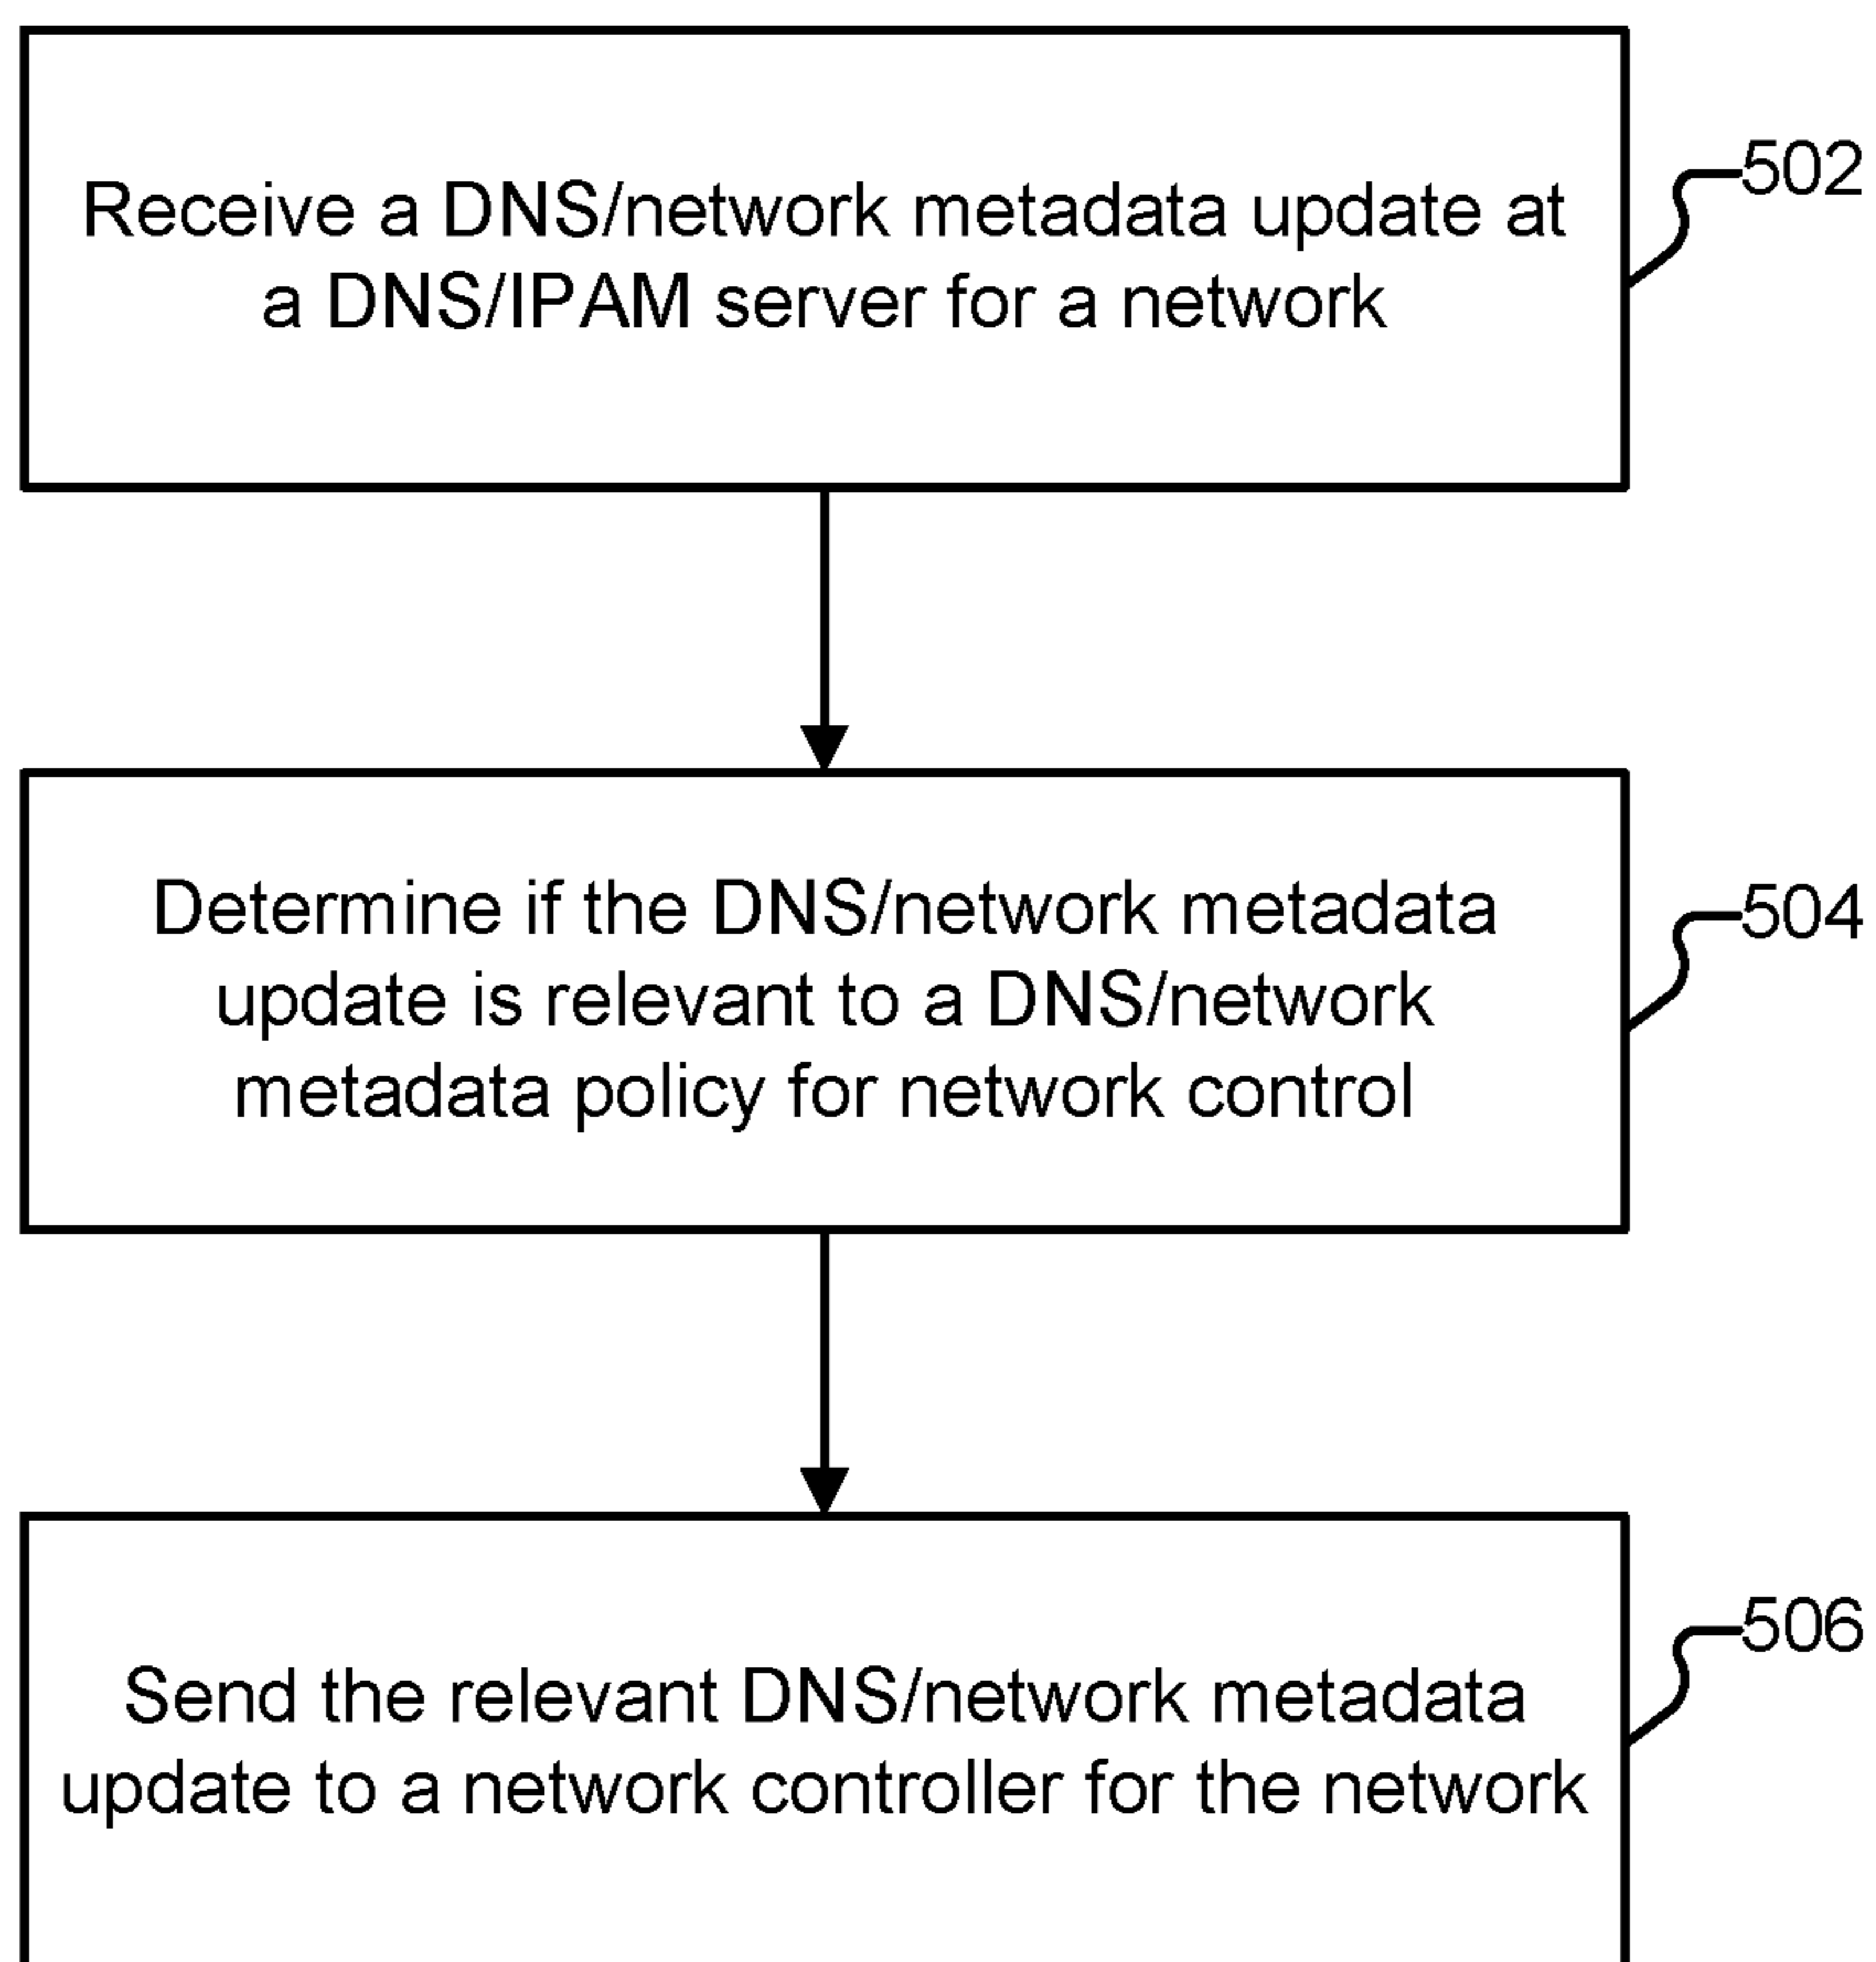 Receive a DNS/network metadata update at
a DNS/IPAM server for a network
502
Determine if the DNS/network metadata
update is relevant to a DNS/network
metadata policy for network control
504
Send the relevant DNS/network metadata
update to a network controller for the network
506